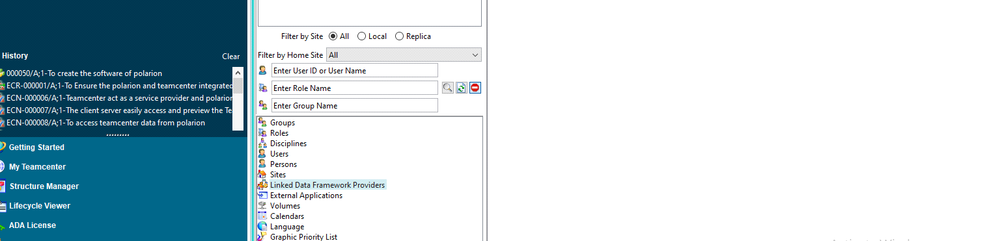 History
Clear
000050/A;1-To create the software of polarion
ECR-000001/A;1-To Ensure the polarion and teamcenter integrated
ECN-000006/A;1-Teamcenter act as a service provider and polarion
ECN-000007/A;1-The client server easily access and preview the Te
ECN-000008/A;1-To access teamcenter data from polarion
Getting Started
My Teamcenter
Structure Manager
Lifecycle Viewer
ADA License
Filter by Site All Local Replica
Filter by Home Site All
Enter User ID or User Name
Enter Role Name
Enter Group Name
Groups
Roles
Disciplines
Users
Persons
Sites
Linked Data Framework Providers
External Applications
Volumes
Calendars
Language
Graphic Priority List